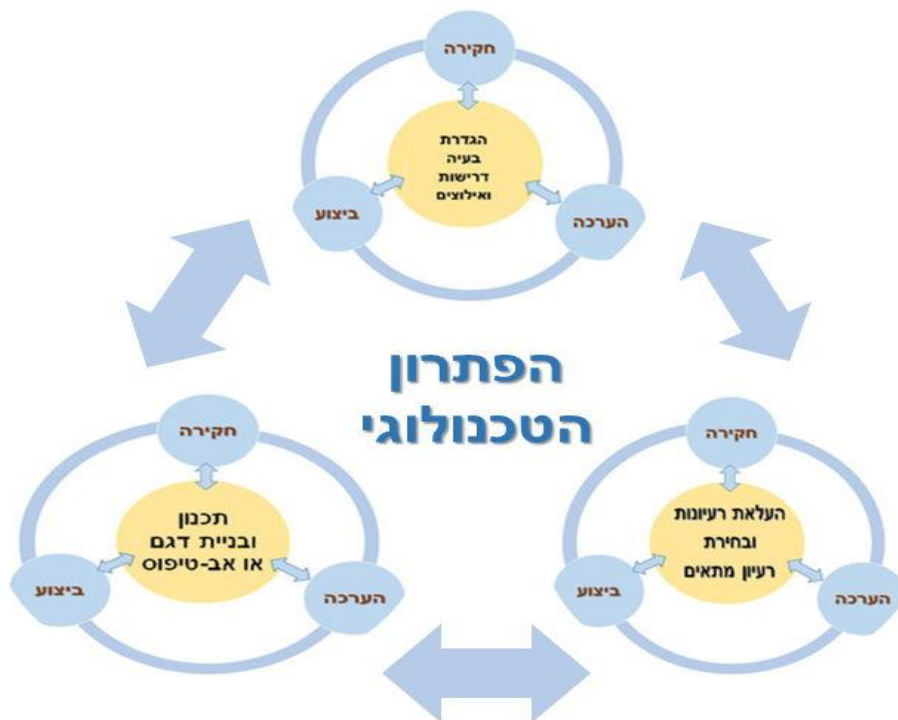 חקירה
הגדרת
בעיה
דרישות
ואילוצים
ביצוע
הערכה
הפתרון
הטכנולוגי
חקירה
העלאת רעיונות
ובחירת
רעיון מתאים
ביצוע
הערכה
חקירה
תכנון
ובניית דגם
או אב-טיפוס
ביצוע
הערכה